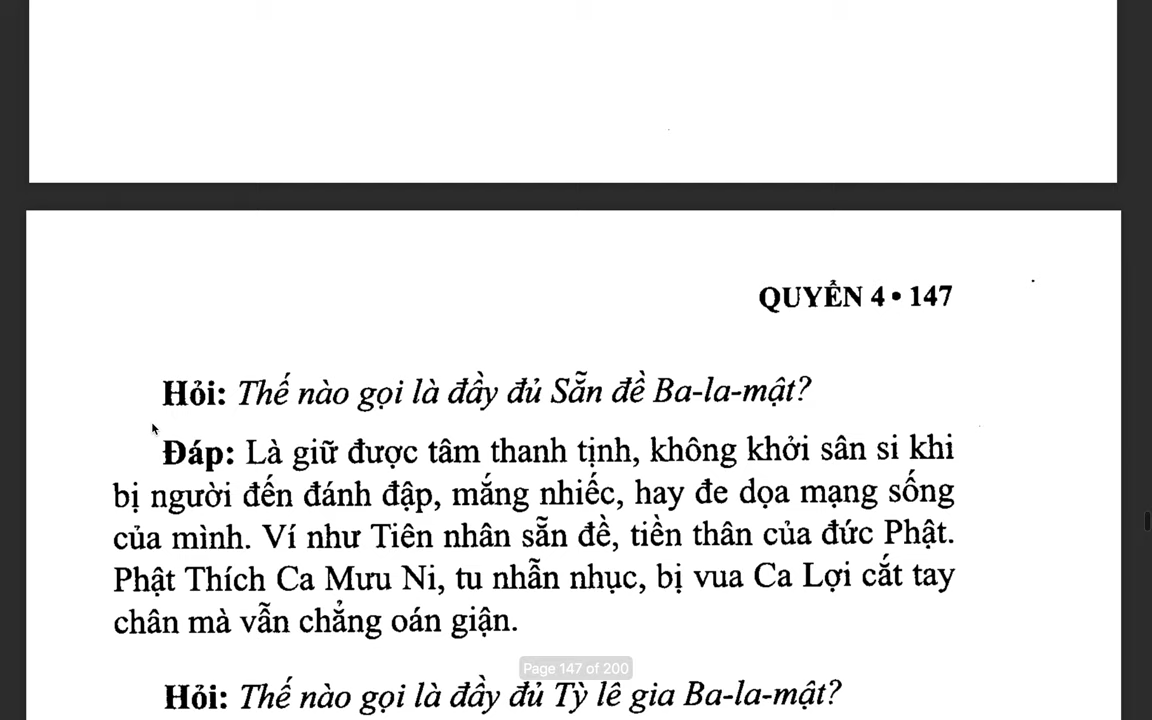 QUYỂN 4 • 147
Hỏi: Thế nào gọi là đầy đủ Sẵn đề Ba-la-mật?
Đáp: Là giữ được tâm thanh tịnh, không khởi sân si khi
bị người đến đánh đập, mắng nhiếc, hay đe dọa mạng sống
của mình. Ví như Tiên nhân sẵn đề, tiền thân của đức Phật.
Phật Thích Ca Mưu Ni, tu nhẫn nhục, bị vua Ca Lợi cắt tay
chân mà vẫn chẳng oán giận.
Page 147 of 200
Hỏi: Thế nào gọi là đầy đủ Tỳ lê gia Ba-la-mật?